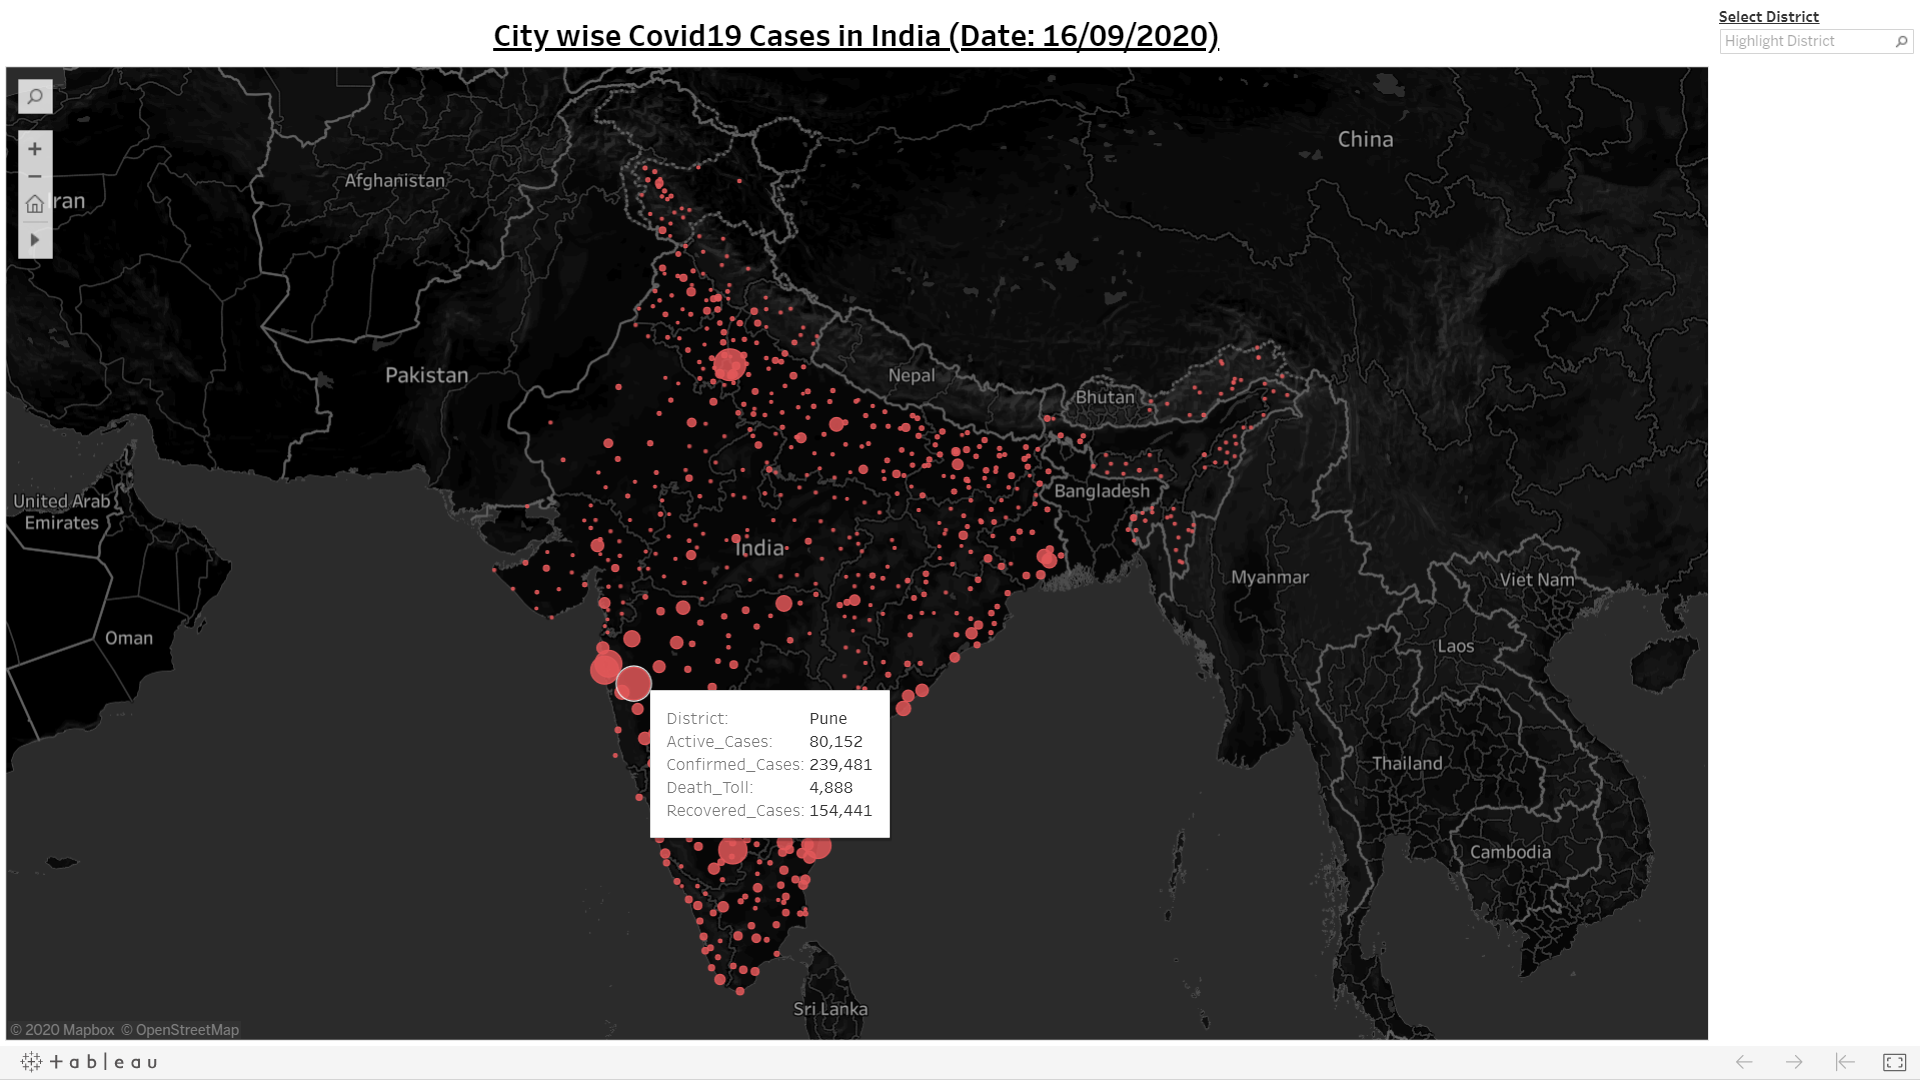 City wise Covid19 Cases in India (Date: 16/09/2020)
Select District
Highlight District
China
Afghanistan
Iran
Pakistan
Nepal
Bhutan
Bangladesh
United Arab
Emirates
India
Myanmar
Viet Nam
Oman
Laos
District: Pune
Active_Cases: 80,152
Confirmed_Cases: 239,481
Death_Toll: 4,888
Recovered_Cases: 154,441
Thailand
Cambodia
Sri Lanka
© 2020 Mapbox © OpenStreetMap
+ableau